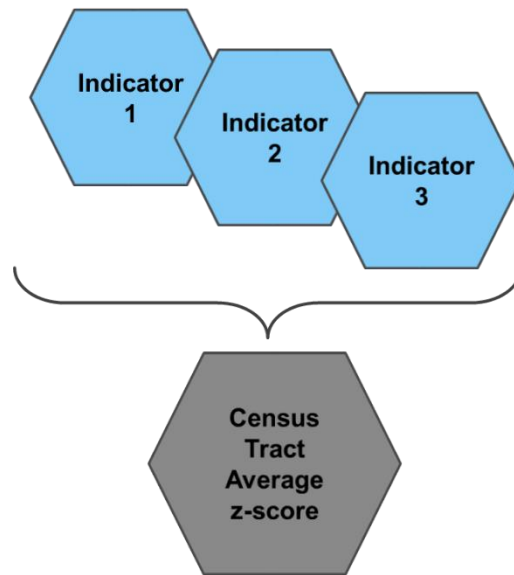 Indicator
1
Indicator
2
Indicator
3
Census
Tract
Average
z-score